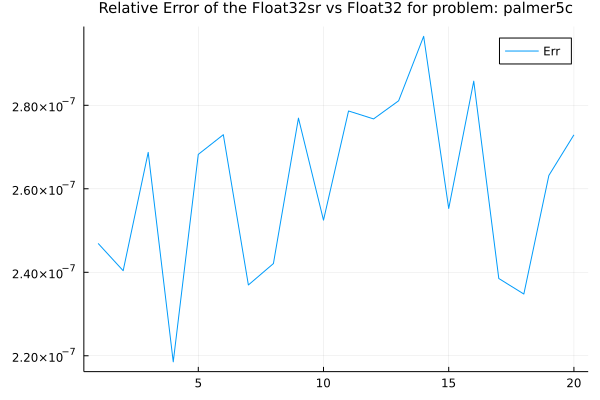 Relative Error of the Float32sr vs Float32 for problem: palmer5c
Err
2.80×10⁻⁷
2.60×10⁻⁷
2.40×10⁻⁷
2.20×10⁻⁷
5 10 15 20